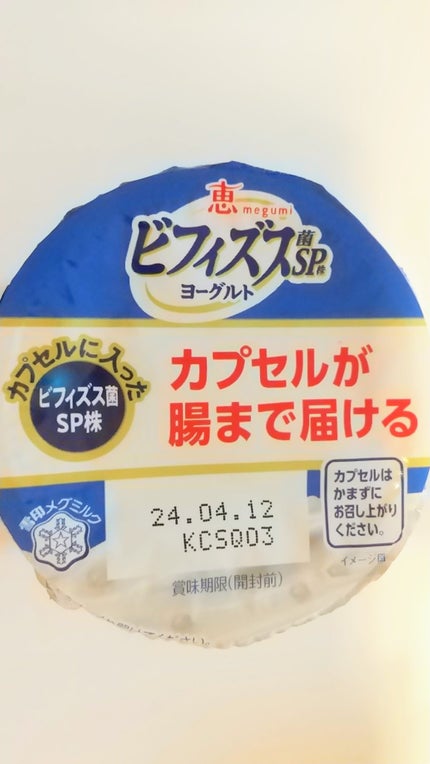 恵 megumi
ビフィズス菌SP株
ヨーグルト
カプセルに入った
ビフィズス菌
SP株
カプセルが
腸まで届ける
カプセルは
かまずに
お召し上がり
ください。
雪印メグミルク
24.04.12
KCSQ03
イメージ図
賞味期限(開封前)
ください。